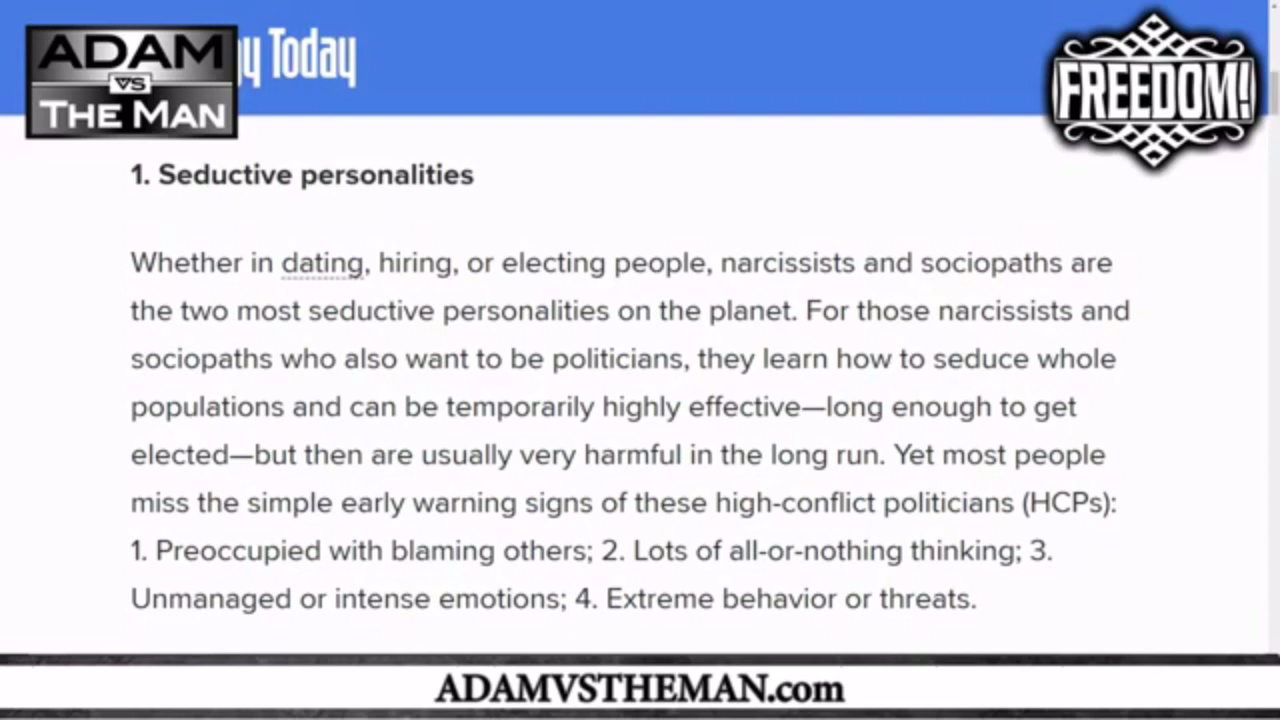 ADAM
VS
THE MAN
gy Today
FREEDOM!
1. Seductive personalities
Whether in dating, hiring, or electing people, narcissists and sociopaths are
the two most seductive personalities on the planet. For those narcissists and
sociopaths who also want to be politicians, they learn how to seduce whole
populations and can be temporarily highly effective—long enough to get
elected—but then are usually very harmful in the long run. Yet most people
miss the simple early warning signs of these high-conflict politicians (HCPs):
1. Preoccupied with blaming others; 2. Lots of all-or-nothing thinking; 3.
Unmanaged or intense emotions; 4. Extreme behavior or threats.
ADAMVSTHEMAN.com